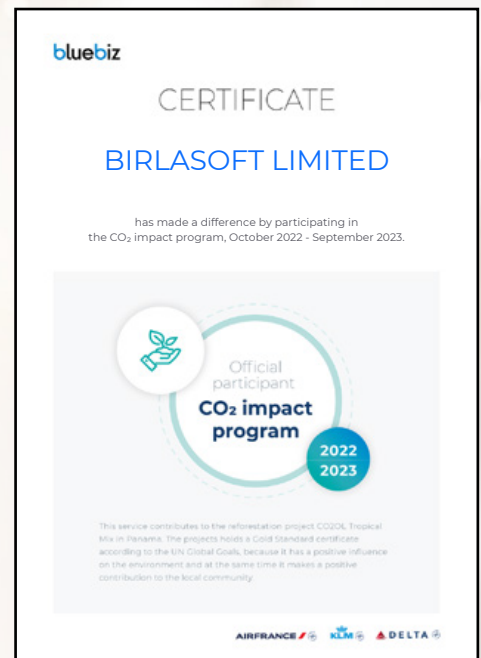 bluebiz
CERTIFICATE
BIRLASOFT LIMITED
has made a difference by participating in
the CO₂ impact program, October 2022 - September 2023.
Official
participant
CO₂ impact
program
2022
2023
This service contributes to the reforestation project CO2OL Tropical
Mix in Panama. The projects holds a Gold Standard certificate
according to the UN Global Goals, because it has a positive influence
on the environment and at the same time it makes a positive
contribution to the local community.
AIRFRANCE KLM DELTA